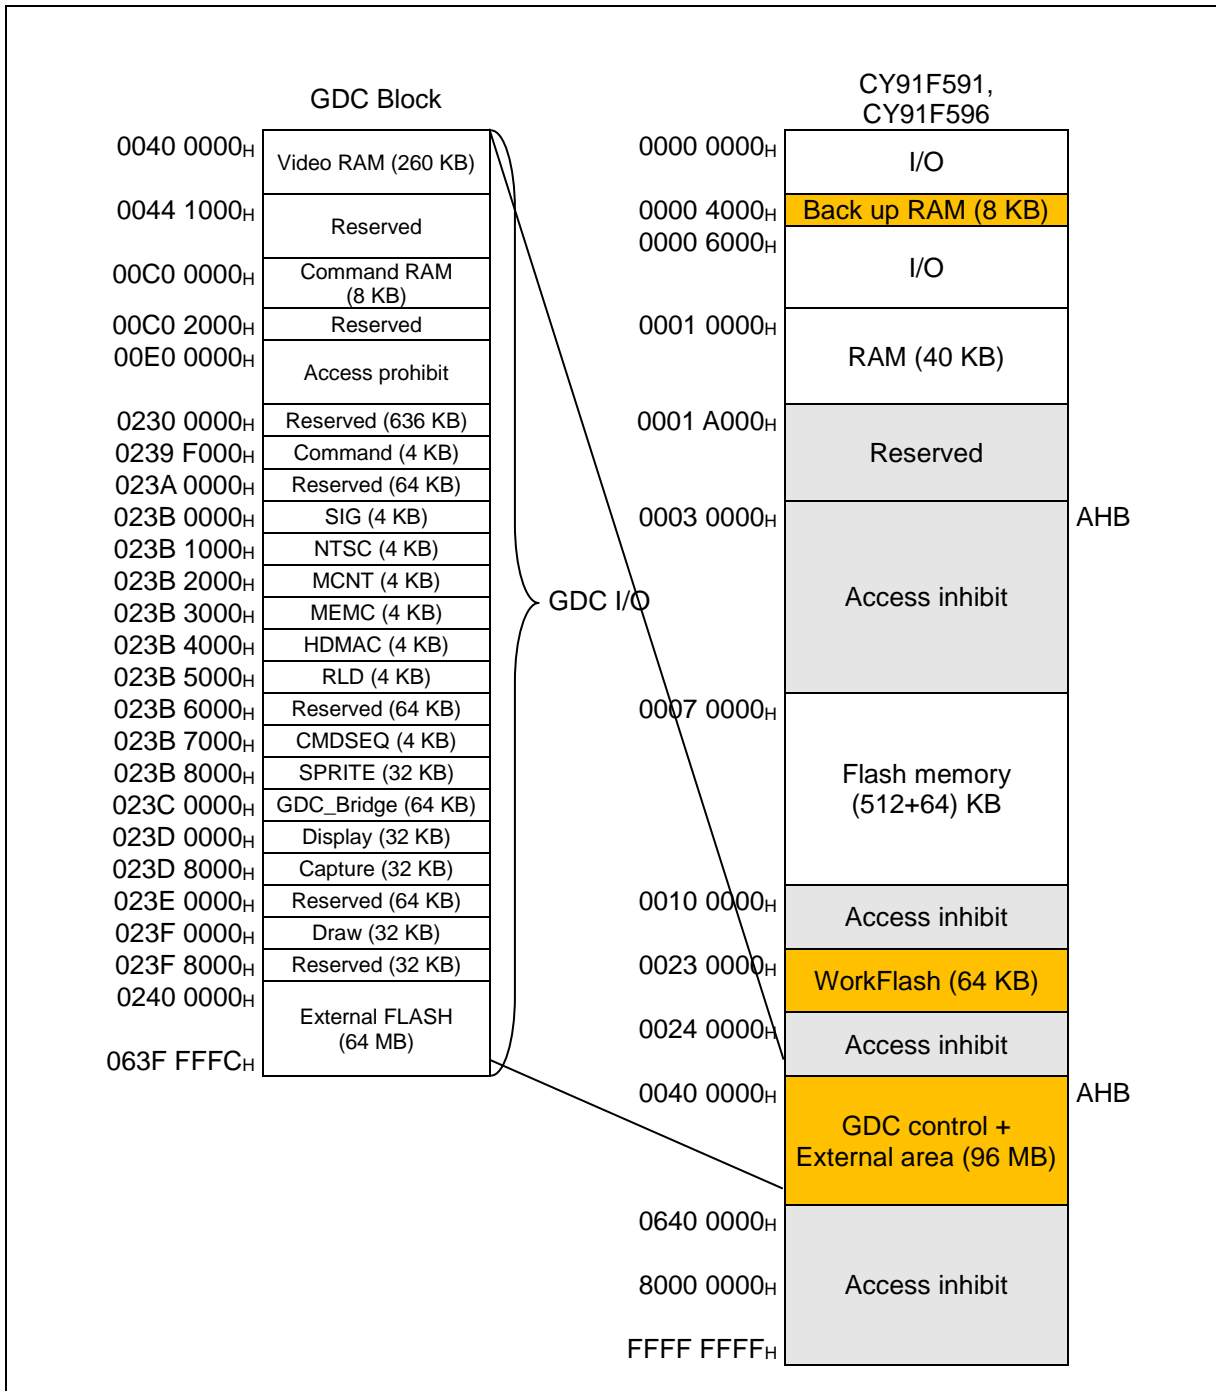 GDC Block
0040 0000H
Video RAM (260 KB)
0044 1000H
Reserved
00C0 0000H
Command RAM
(8 KB)
00C0 2000H
Reserved
00E0 0000H
Access prohibit
0230 0000H
Reserved (636 KB)
0239 F000H
Command (4 KB)
023A 0000H
Reserved (64 KB)
023B 0000H
SIG (4 KB)
023B 1000H
NTSC (4 KB)
023B 2000H
MCNT (4 KB)
023B 3000H
MEMC (4 KB)
023B 4000H
HDMAC (4 KB)
023B 5000H
RLD (4 KB)
023B 6000H
Reserved (64 KB)
023B 7000H
CMDSEQ (4 KB)
023B 8000H
SPRITE (32 KB)
023C 0000H
GDC_Bridge (64 KB)
023D 0000H
Display (32 KB)
023D 8000H
Capture (32 KB)
023E 0000H
Reserved (64 KB)
023F 0000H
Draw (32 KB)
023F 8000H
Reserved (32 KB)
0240 0000H
External FLASH
(64 MB)
063F FFFCH
GDC I/O
CY91F591,
CY91F596
0000 0000H
I/O
0000 4000H
Back up RAM (8 KB)
0000 6000H
I/O
0001 0000H
RAM (40 KB)
0001 A000H
Reserved
0003 0000H
AHB
Access inhibit
0007 0000H
Flash memory
(512+64) KB
0010 0000H
Access inhibit
0023 0000H
WorkFlash (64 KB)
0024 0000H
Access inhibit
0040 0000H
AHB
GDC control +
External area (96 MB)
0640 0000H
8000 0000H
Access inhibit
FFFF FFFFH